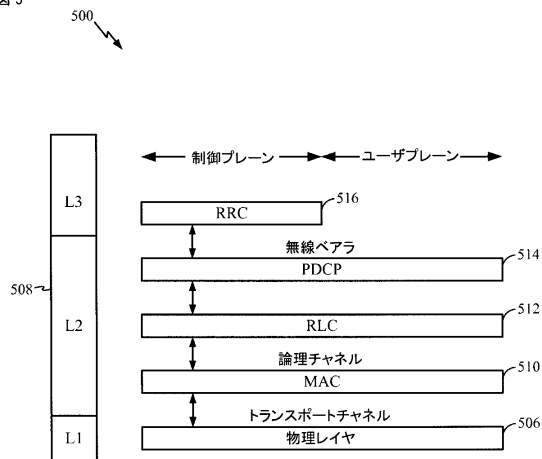 図5
500
制御プレーン
ユーザプレーン
L3
RRC
516
無線ベアラ
PDCP
514
508
L2
RLC
512
論理チャネル
MAC
510
トランスポートチャネル
物理レイヤ
506
L1